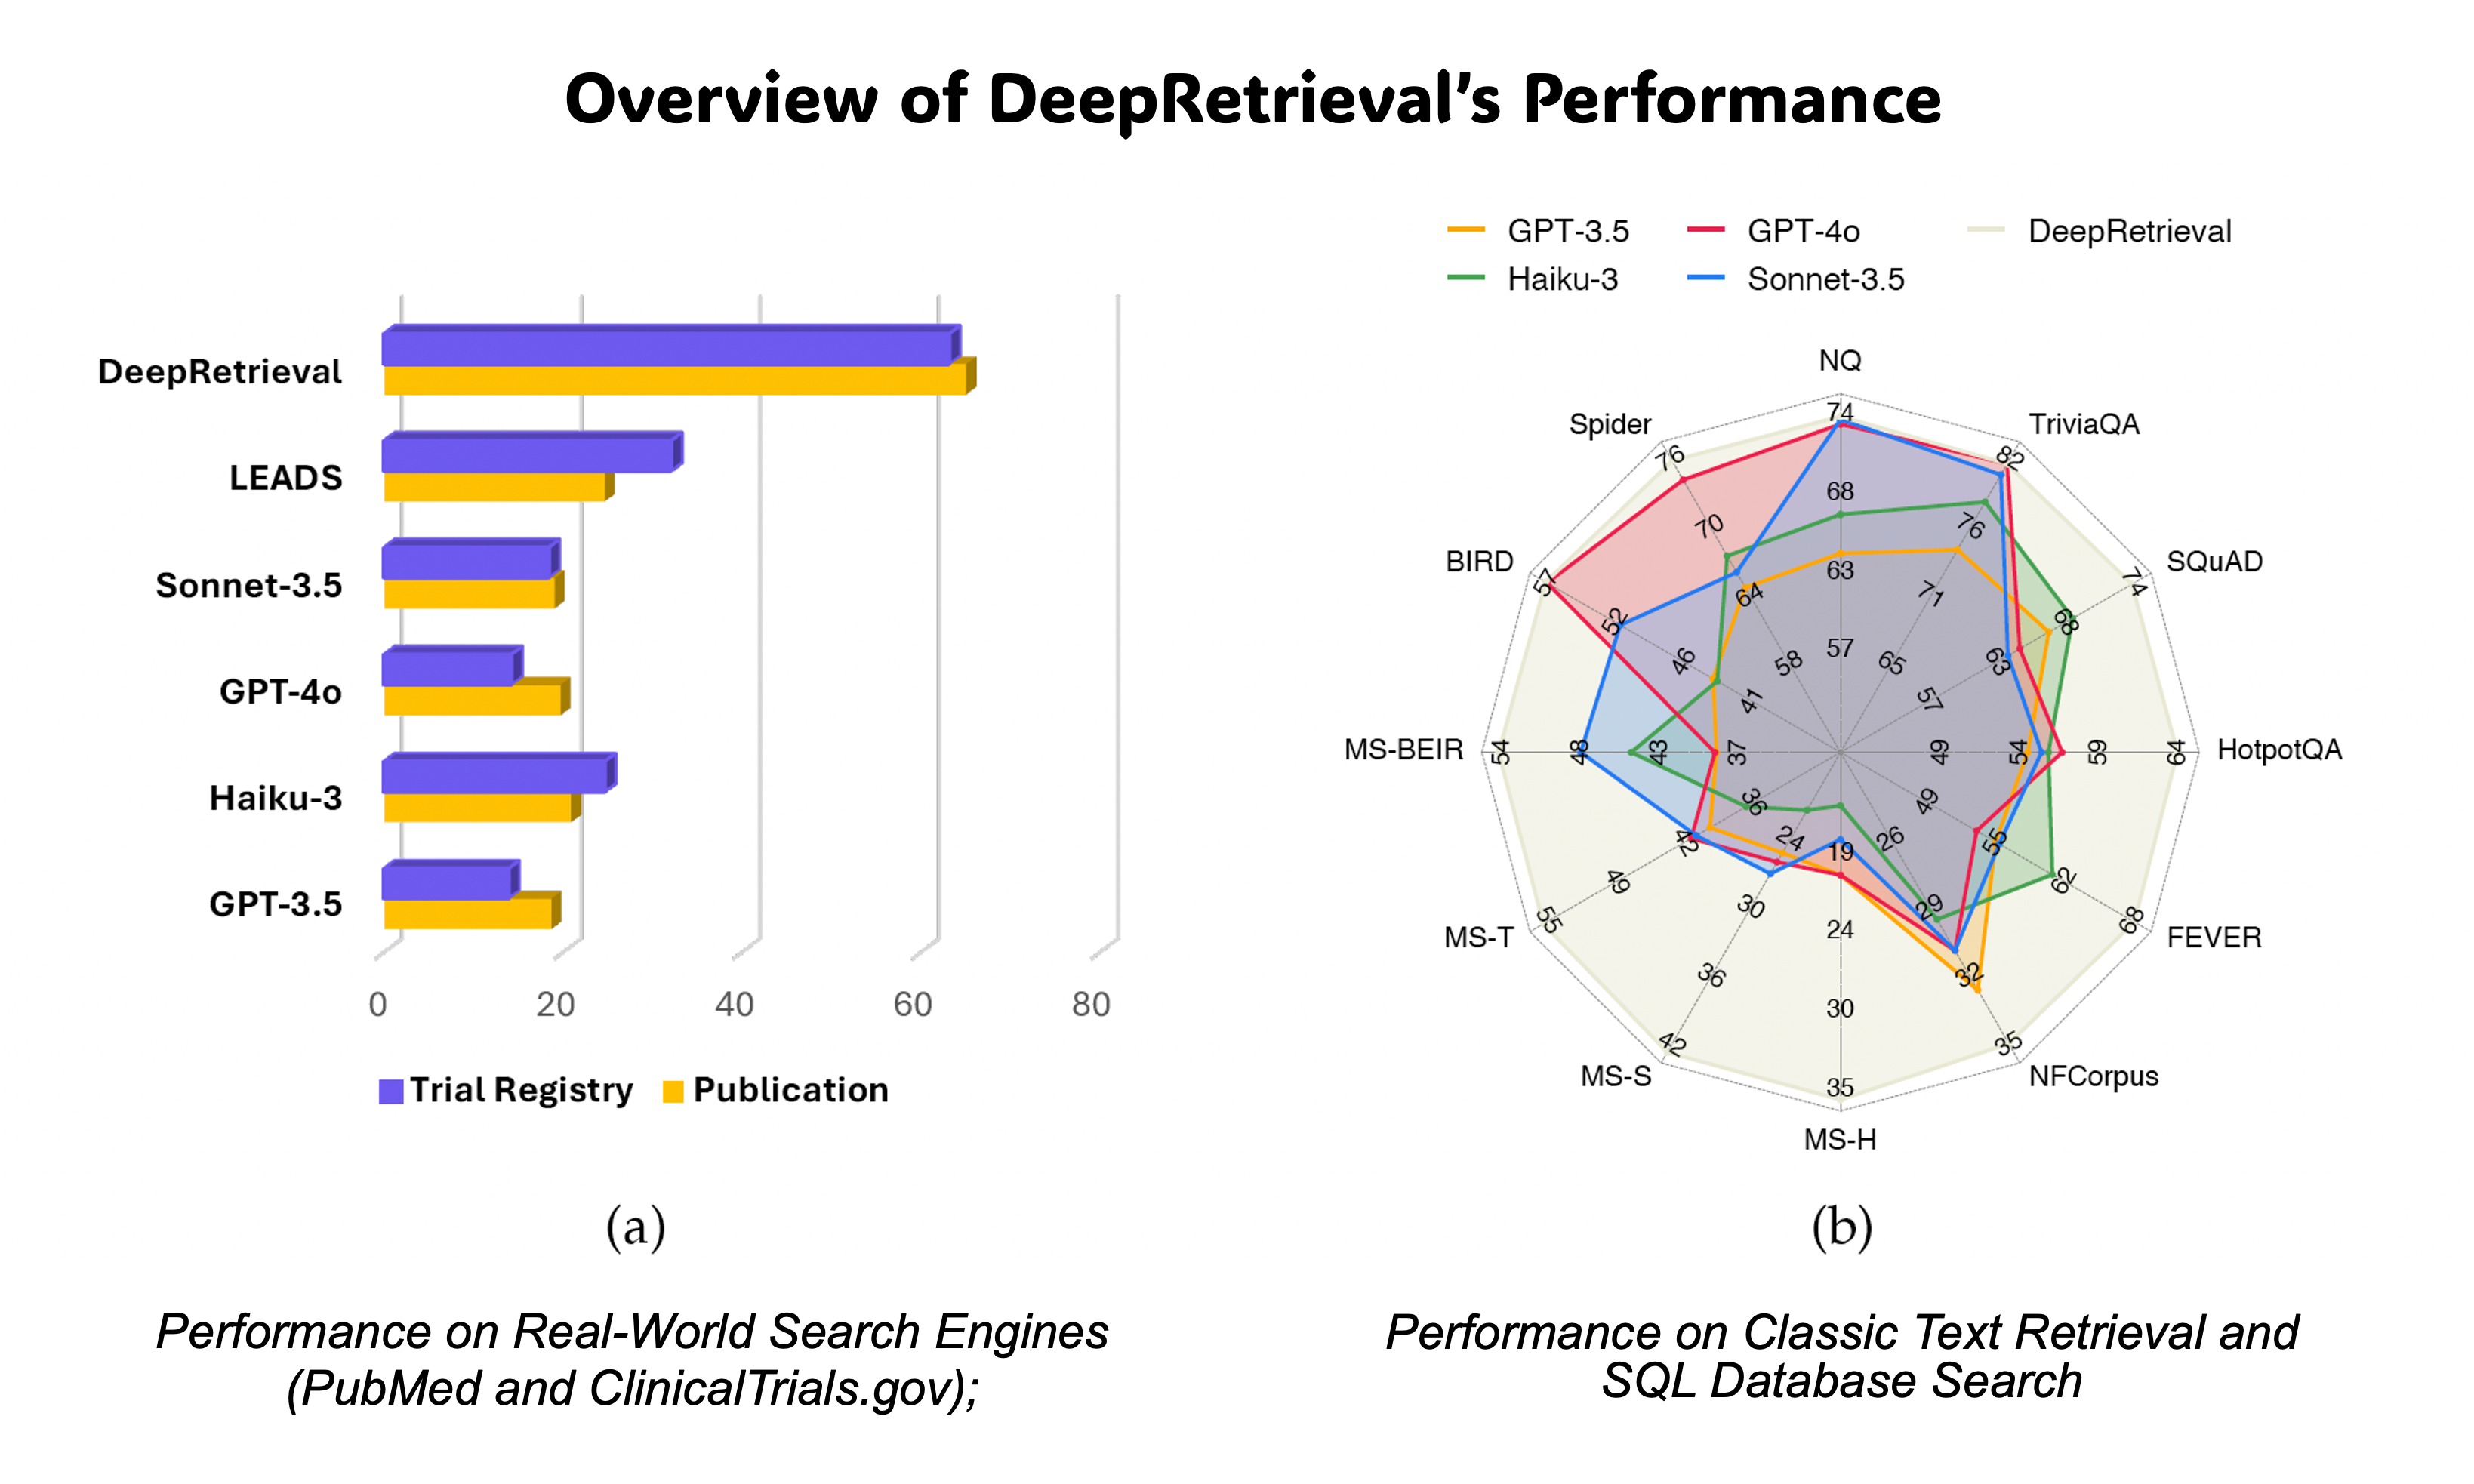 Overview of DeepRetrieval's Performance
DeepRetrieval
LEADS
Sonnet-3.5
GPT-4o
Haiku-3
GPT-3.5
0 20 40 60 80
Trial Registry Publication
(a)
Performance on Real-World Search Engines
(PubMed and ClinicalTrials.gov);
GPT-3.5 GPT-4o DeepRetrieval
Haiku-3 Sonnet-3.5
NQ
74
68
63
57
TriviaQA
82
76
71
65
SQuAD
74
68
63
57
HotpotQA
64
59
54
49
FEVER
68
62
55
49
NFCorpus
35
32
29
26
MS-H
35
30
24
19
MS-S
42
36
30
24
MS-T
55
49
42
36
MS-BEIR
54
48
43
37
BIRD
57
52
46
41
Spider
76
70
64
58
(b)
Performance on Classic Text Retrieval and
SQL Database Search